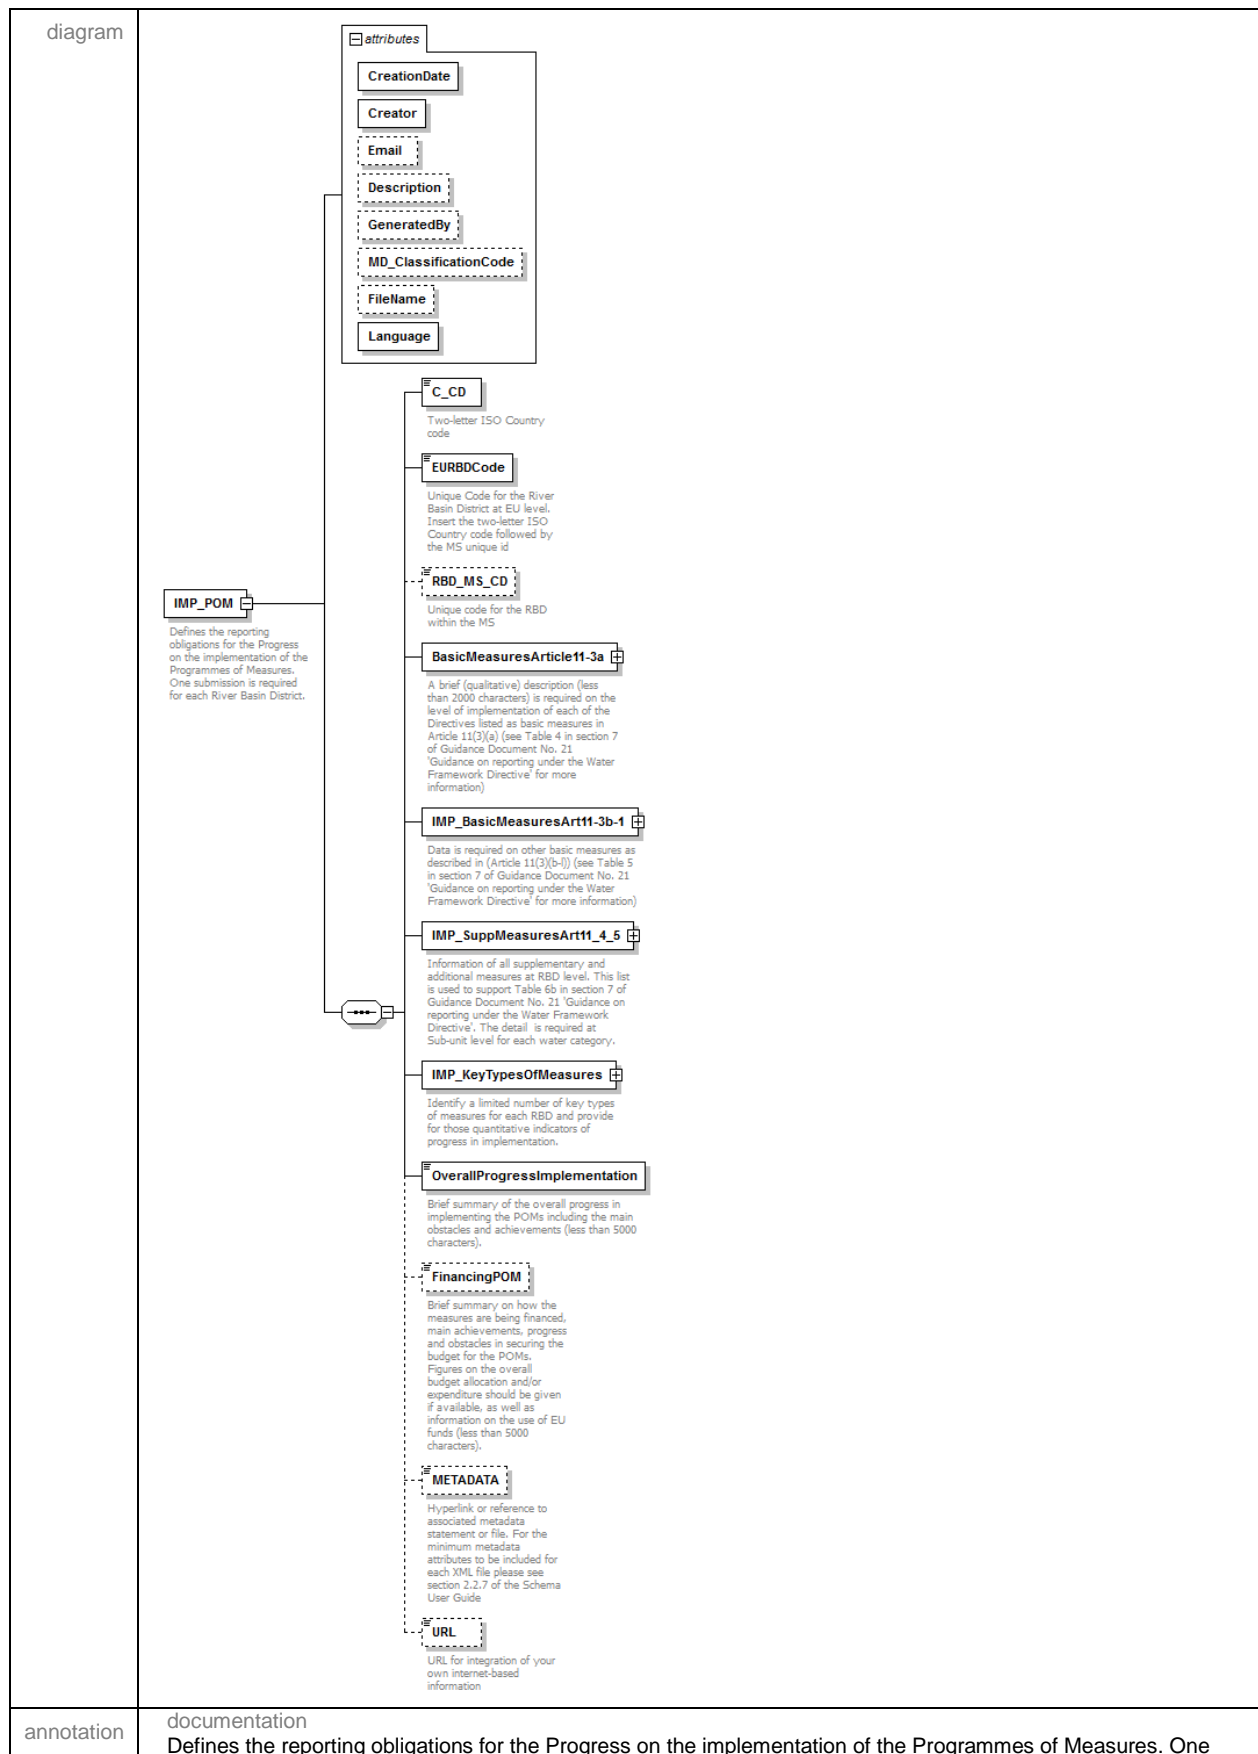 diagram
attributes
CreationDate
Creator
Email
Description
GeneratedBy
MD_ClassificationCode
FileName
Language
C_CD
Two-letter ISO Country
code
EURBDCode
Unique Code for the River
Basin District at EU level.
Insert the two-letter ISO
Country code followed by
the MS unique id
RBD_MS_CD
Unique code for the RBD
within the MS
IMP_POM
Defines the reporting
obligations for the Progress
on the implementation of the
Programmes of Measures.
One submission is required
for each River Basin District.
BasicMeasuresArticle11-3a
A brief (qualitative) description (less
than 2000 characters) is required on the
level of implementation of each of the
Directives listed as basic measures in
Article 11(3)(a) (see Table 4 in section 7
of Guidance Document No. 21
'Guidance on reporting under the Water
Framework Directive' for more
information)
IMP_BasicMeasuresArt11-3b-1
Data is required on other basic measures as
described in (Article 11(3)(b-l)) (see Table 5
in section 7 of Guidance Document No. 21
'Guidance on reporting under the Water
Framework Directive' for more information)
IMP_SuppMeasuresArt11_4_5
Information of all supplementary and
additional measures at RBD level. This list
is used to support Table 6b in section 7 of
Guidance Document No. 21 'Guidance on
reporting under the Water Framework
Directive'. The detail is required at
Sub-unit level for each water category.
IMP_KeyTypesOfMeasures
Identify a limited number of key types
of measures for each RBD and provide
for those quantitative indicators of
progress in implementation.
OverallProgressImplementation
Brief summary of the overall progress in
implementing the POMs including the main
obstacles and achievements (less than 5000
characters).
FinancingPOM
Brief summary on how the
measures are being financed,
main achievements, progress
and obstacles in securing the
budget for the POMs.
Figures on the overall
budget allocation and/or
expenditure should be given
if available, as well as
information on the use of EU
funds (less than 5000
characters).
METADATA
Hyperlink or reference to
associated metadata
statement or file. For the
minimum metadata
attributes to be included for
each XML file please see
section 2.2.7 of the Schema
User Guide
URL
URL for integration of your
own internet-based
information
annotation
documentation
Defines the reporting obligations for the Progress on the implementation of the Programmes of Measures. One